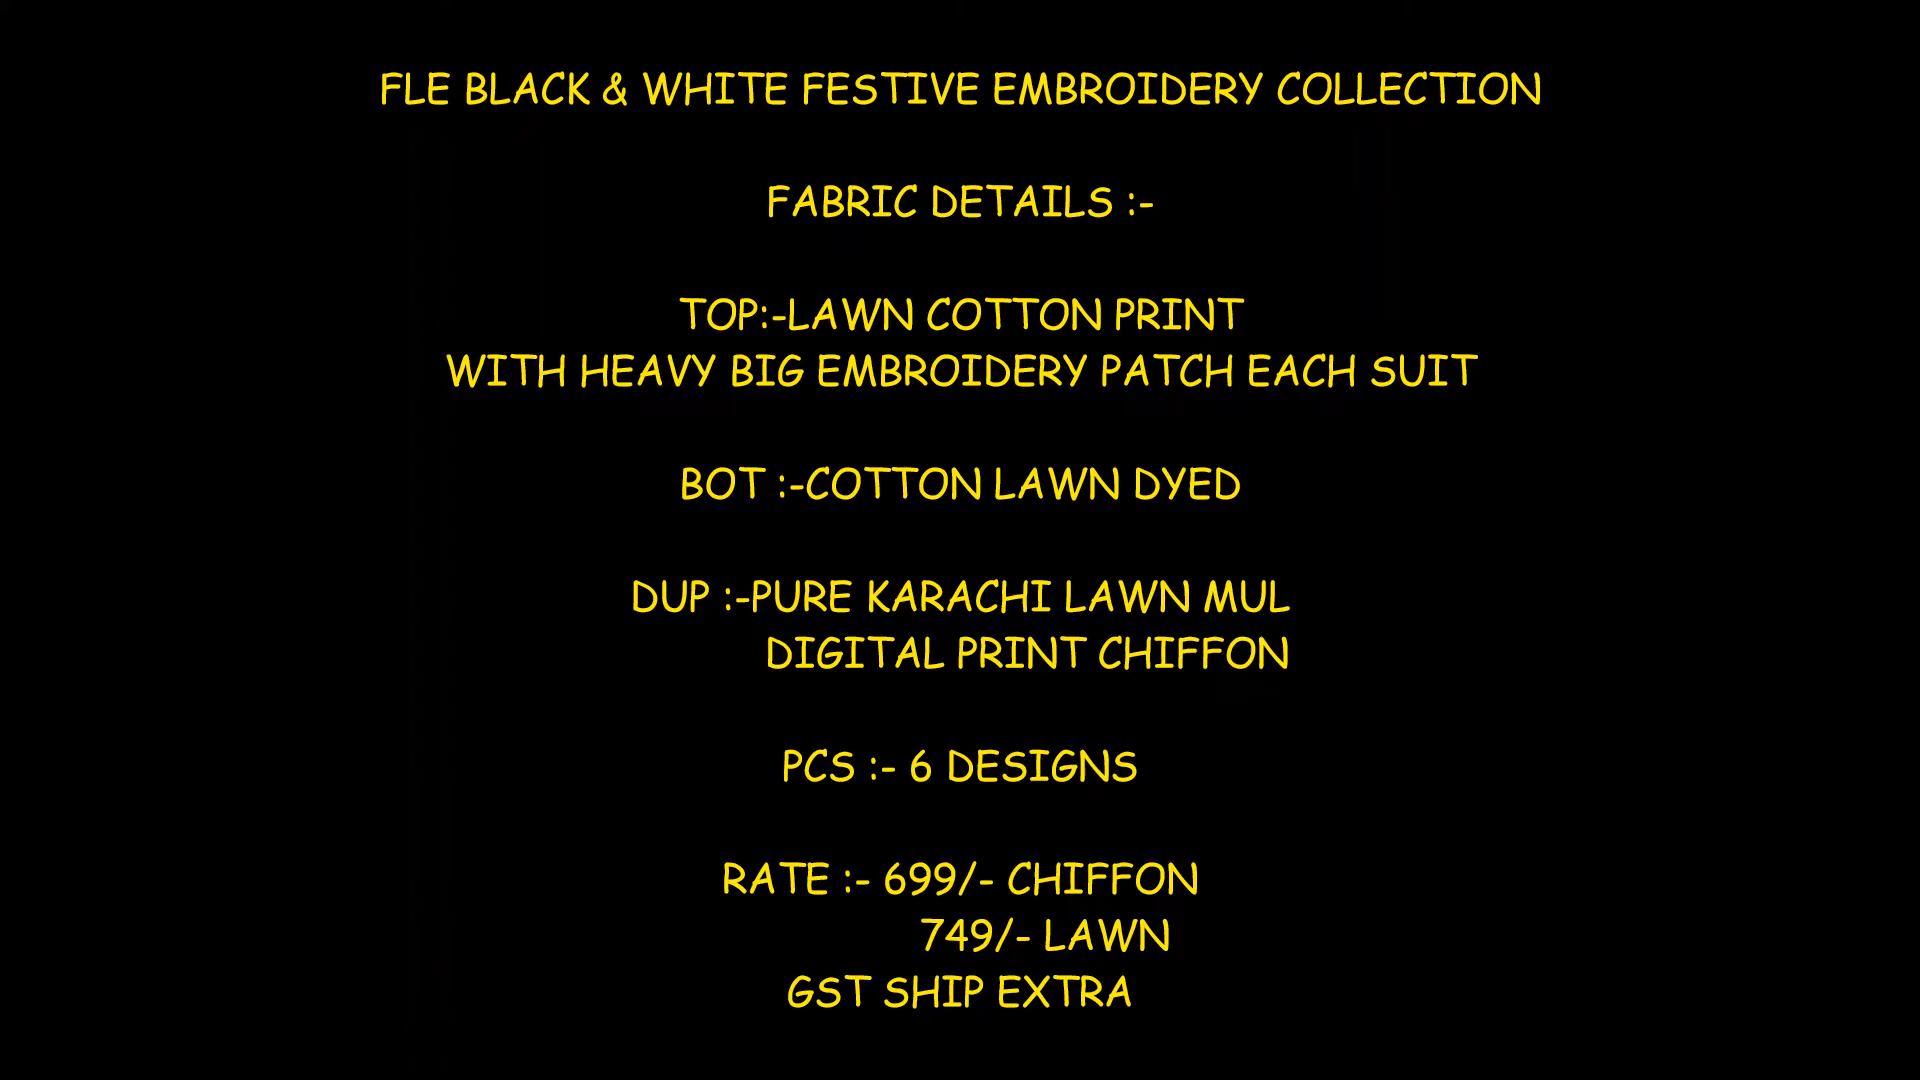 FLE BLACK & WHITE FESTIVE EMBROIDERY COLLECTION
FABRIC DETAILS :-
TOP:-LAWN COTTON PRINT
WITH HEAVY BIG EMBROIDERY PATCH EACH SUIT
BOT :-COTTON LAWN DYED
DUP :-PURE KARACHI LAWN MUL
DIGITAL PRINT CHIFFON
PCS :- 6 DESIGNS
RATE :- 699/- CHIFFON
749/- LAWN
GST SHIP EXTRA